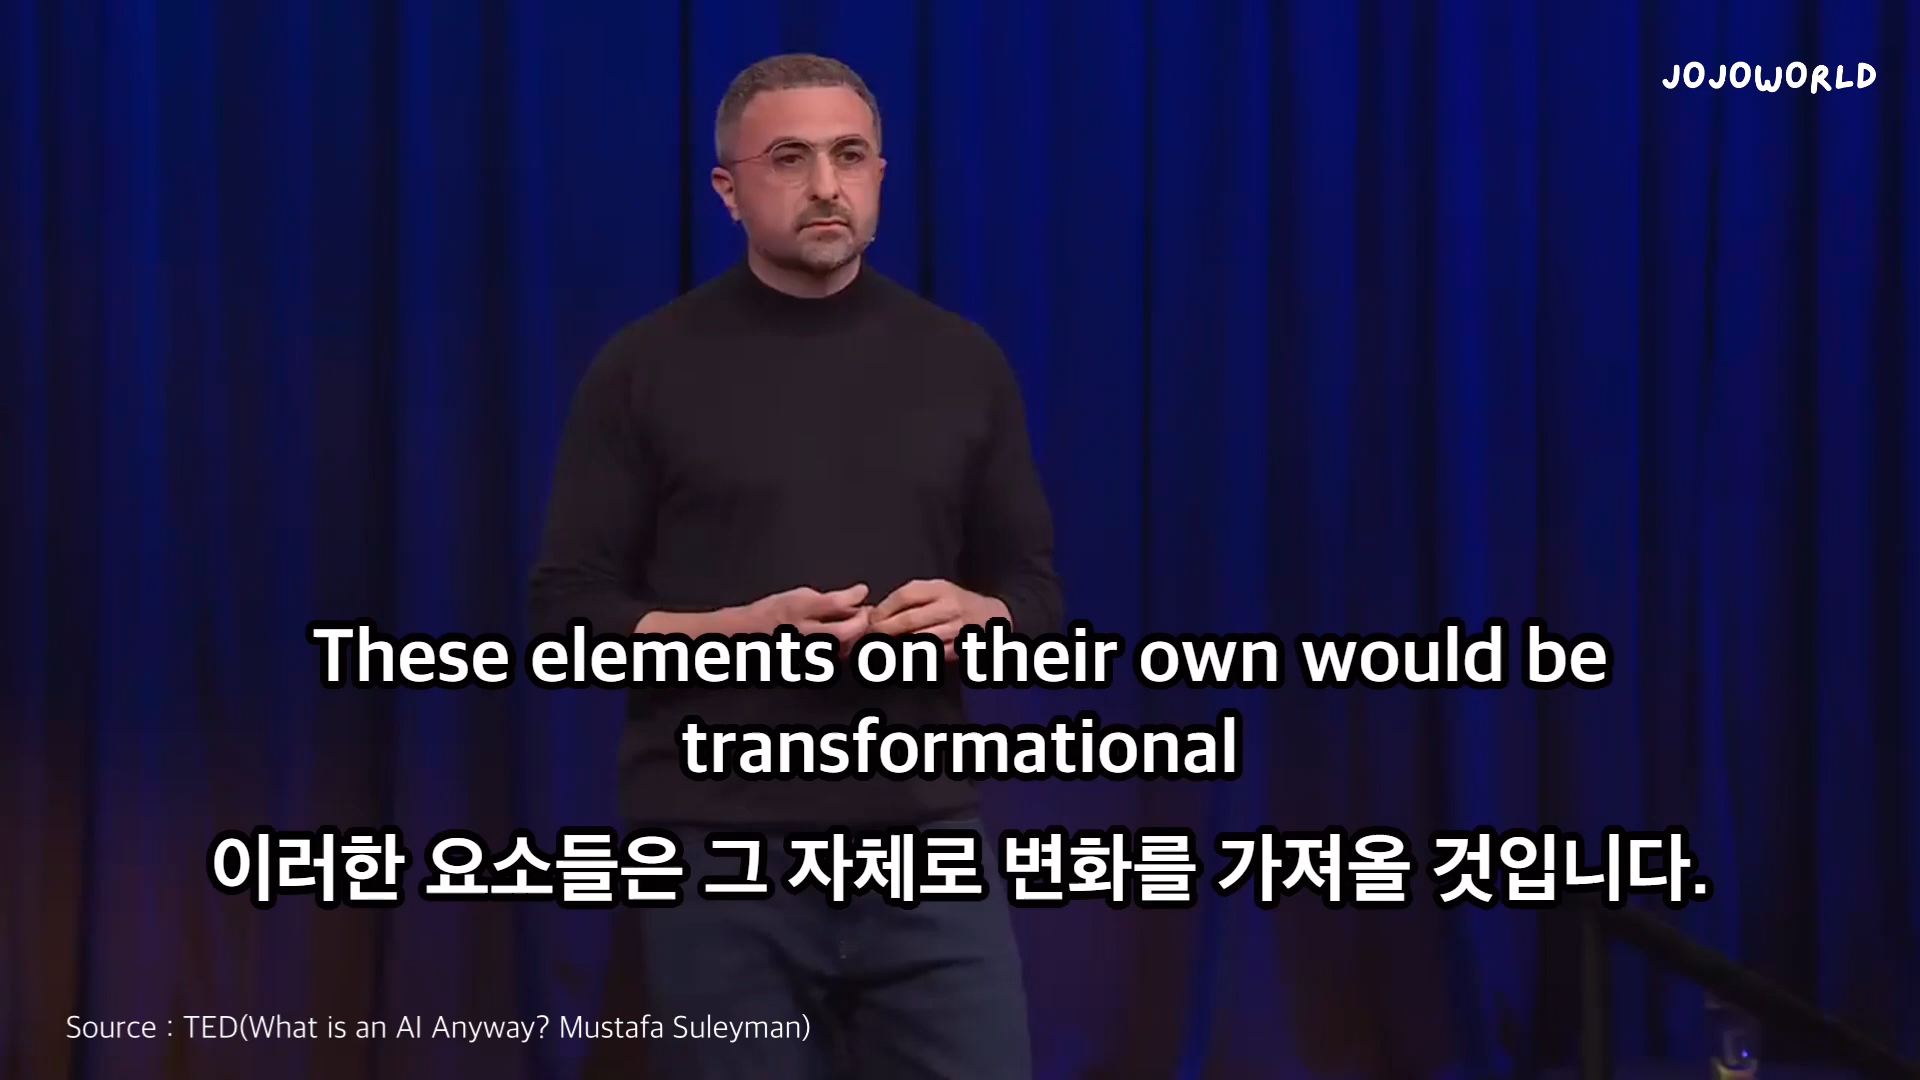 JOJOWORLD
These elements on their own would be
transformational
이러한 요소들은 그 자체로 변화를 가져올 것입니다.
Source : TED(What is an AI Anyway? Mustafa Suleyman)